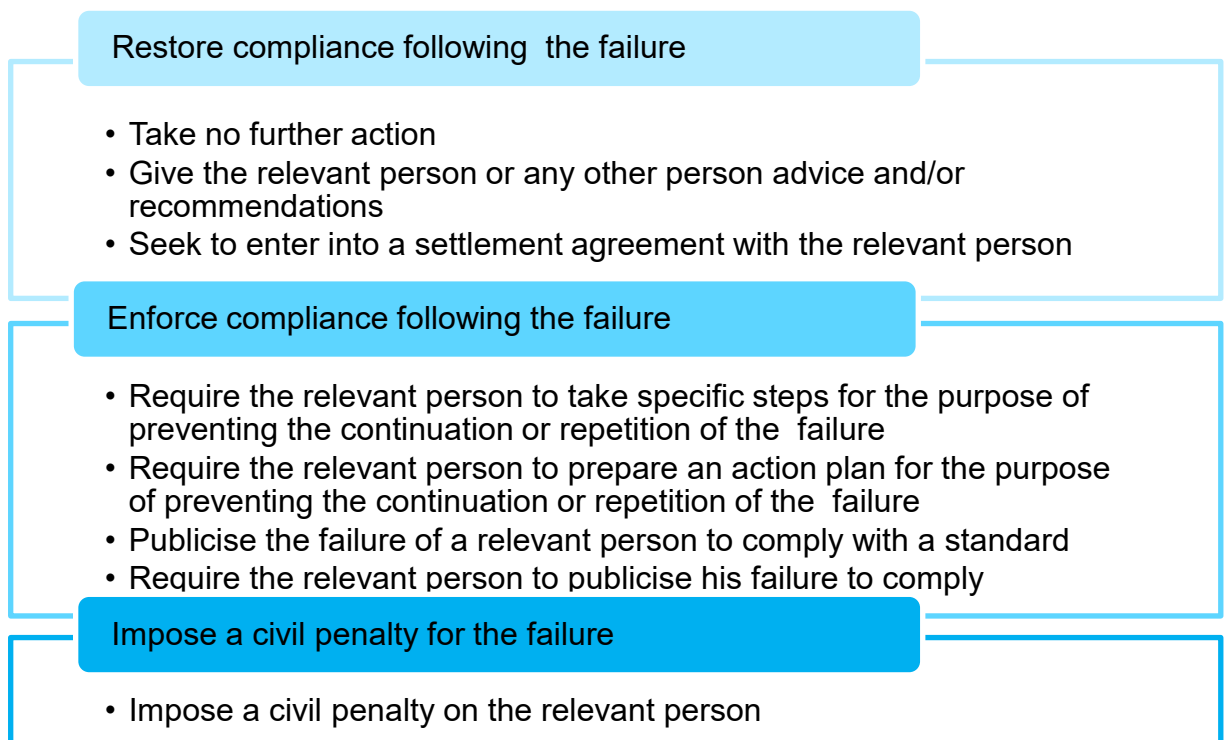 Restore compliance following  the failure
• Take no further action
• Give the relevant person or any other person advice and/or
recommendations
• Seek to enter into a settlement agreement with the relevant person
Enforce compliance following the failure
• Require the relevant person to take specific steps for the purpose of
preventing the continuation or repetition of the  failure
• Require the relevant person to prepare an action plan for the purpose
of preventing the continuation or repetition of the  failure
• Publicise the failure of a relevant person to comply with a standard
• Require the relevant person to publicise his failure to comply
Impose a civil penalty for the failure
• Impose a civil penalty on the relevant person